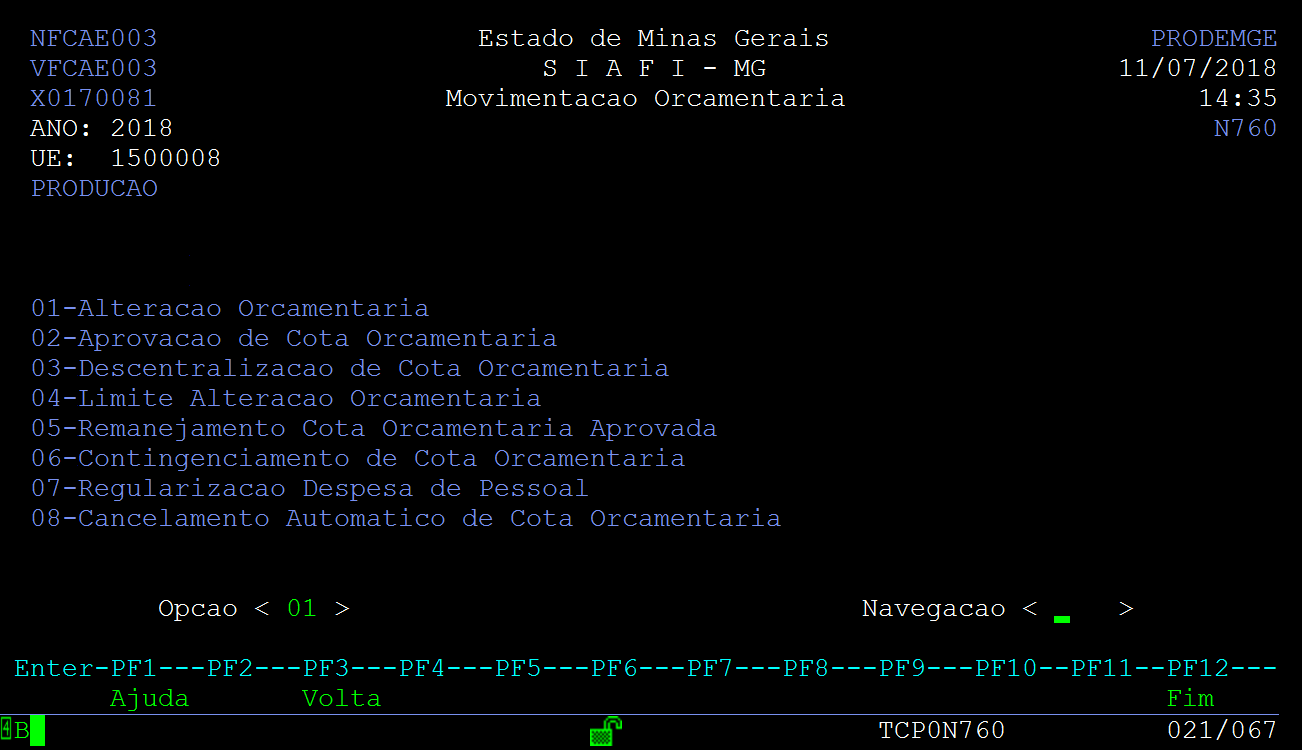 NFCAE003 Estado de Minas Gerais PRODEMGE
VFCAE003 S I A F I - MG 11/07/2018
X0170081 Movimentacao Orcamentaria 14:35
ANO: 2018 N760
UE: 1500008
PRODUCAO
01-Alteracao Orcamentaria
02-Aprovacao de Cota Orcamentaria
03-Descentralizacao de Cota Orcamentaria
04-Limite Alteracao Orcamentaria
05-Remanejamento Cota Orcamentaria Aprovada
06-Contingenciamento de Cota Orcamentaria
07-Regularizacao Despesa de Pessoal
08-Cancelamento Automatico de Cota Orcamentaria
Opcao < 01 > Navegacao < _ >
Enter-PF1---PF2---PF3---PF4---PF5---PF6---PF7---PF8---PF9---PF10--PF11--PF12---
Ajuda Volta Fim
4B TCP0N760 021/067